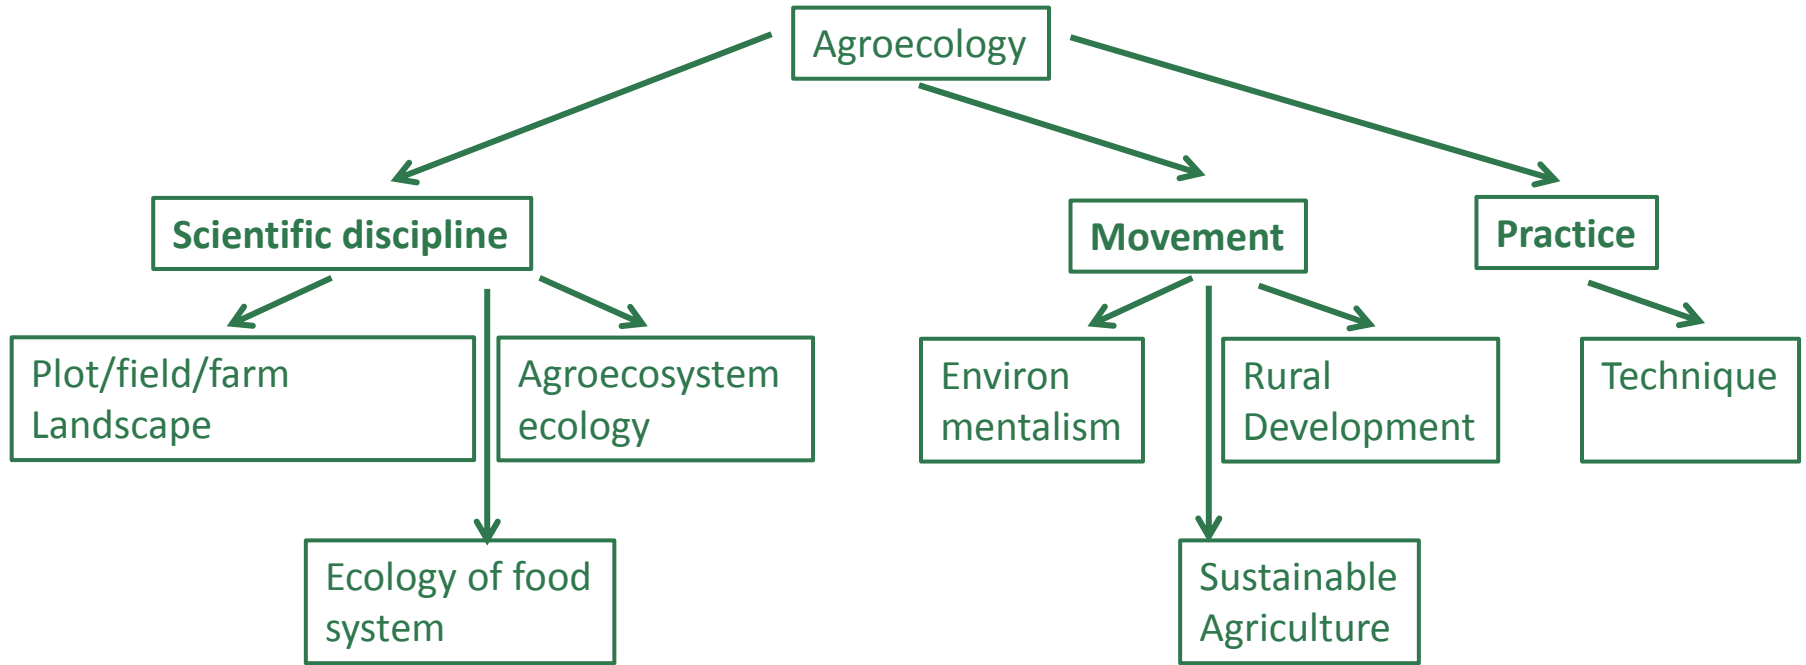 Agroecology
Scientific discipline
Movement
Practice
Plot/field/farm
Landscape
Agroecosystem
ecology
Environ
mentalism
Rural
Development
Technique
Ecology of food
system
Sustainable
Agriculture